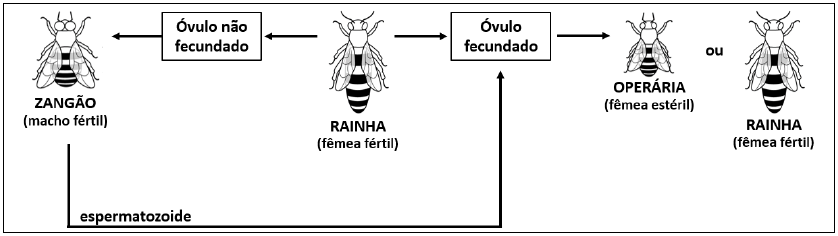 Óvulo não
fecundado
Óvulo
fecundado
ou
ZANGÃO
(macho fértil)
RAINHA
(fêmea fértil)
OPERÁRIA
(fêmea estéril)
RAINHA
(fêmea fértil)
espermatozoide